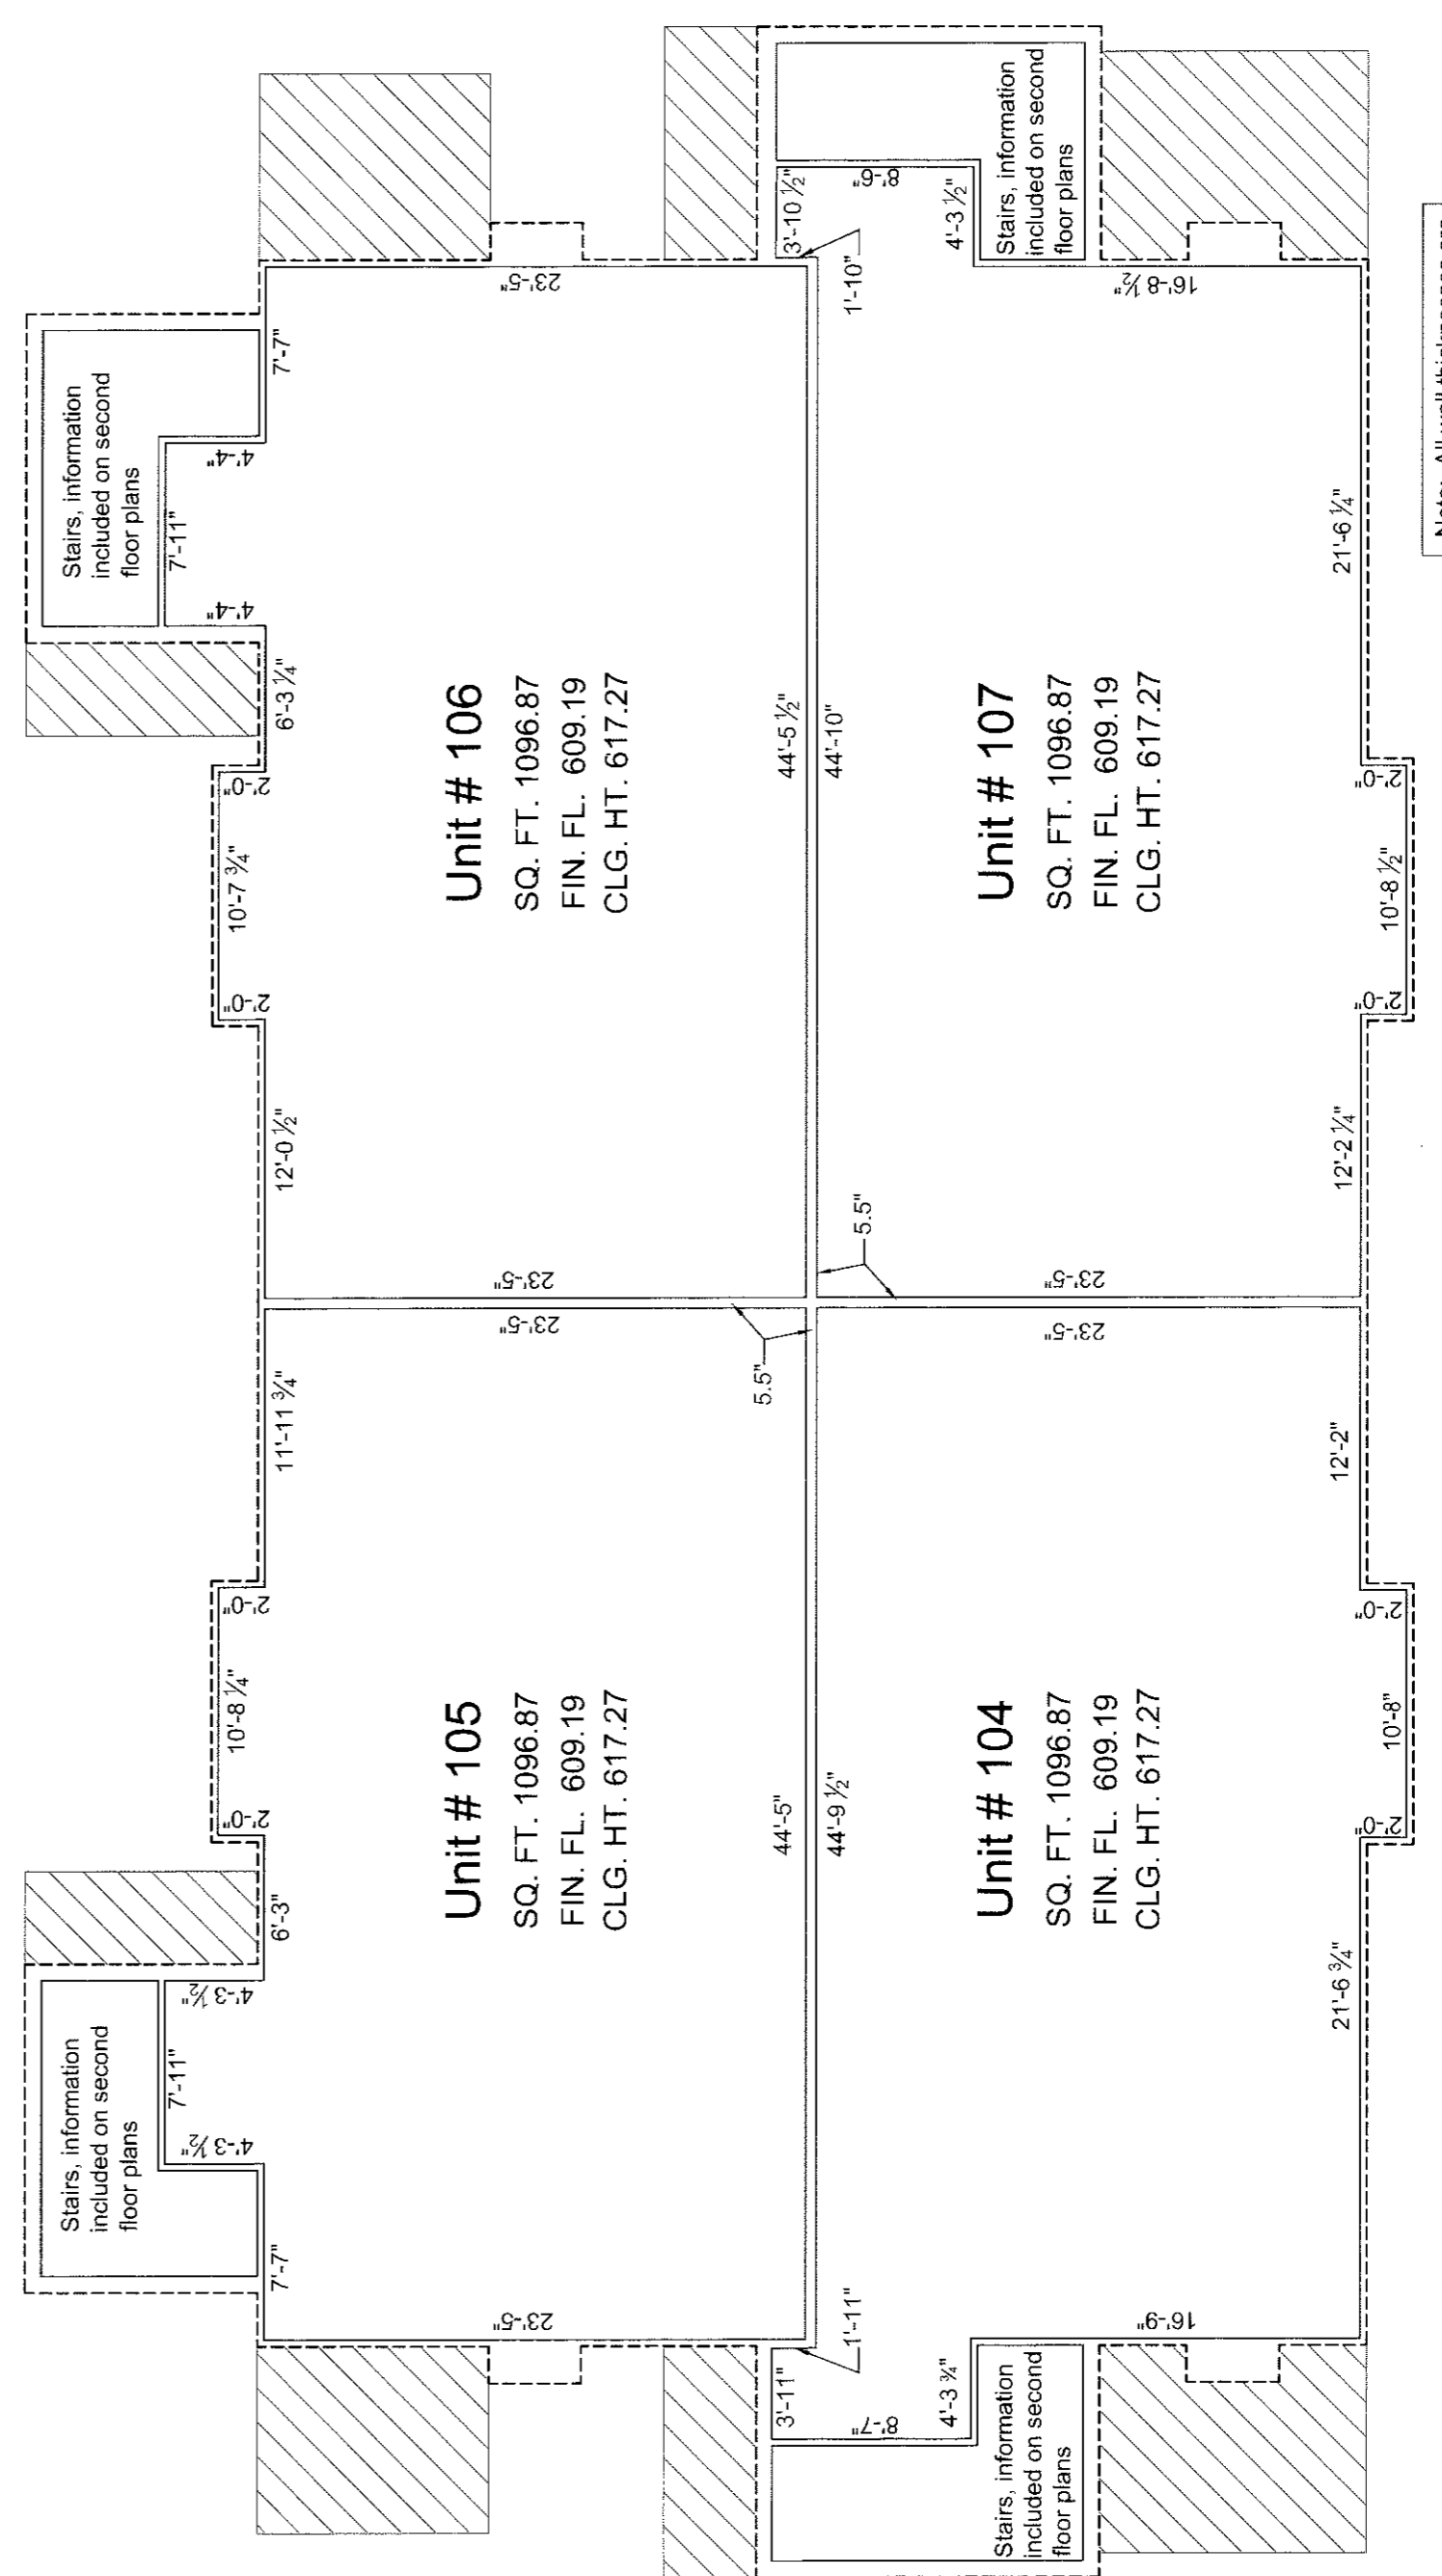 Stairs, information
included on second
floor plans
7'-11"
4'-3 ½"
4'-3 ½"
7'-7"
6'-3"
2'-0"
10'-8 ¼"
2'-0"
11'-11 ¾"
23'-5"
23'-5"
Unit # 105
SQ. FT. 1096.87
FIN. FL. 609.19
CLG. HT. 617.27
44'-5"
5.5"
12'-0 ½"
2'-0"
10'-7 ¾"
2'-0"
6'-3 ¼"
4'-4"
7'-11"
4'-4"
7'-7"
Stairs, information
included on second
floor plans
23'-5"
23'-5"
Unit # 106
SQ. FT. 1096.87
FIN. FL. 609.19
CLG. HT. 617.27
44'-5 ½"
3'-11"
1'-11"
8'-7"
4'-3 ¾"
Stairs, information
included on second
floor plans
16'-9"
44'-9 ½"
Unit # 104
SQ. FT. 1096.87
FIN. FL. 609.19
CLG. HT. 617.27
23'-5"
21'-6 ¾"
2'-0"
10'-8"
2'-0"
12'-2"
44'-10"
5.5"
23'-5"
Unit # 107
SQ. FT. 1096.87
FIN. FL. 609.19
CLG. HT. 617.27
3'-10 ½"
1'-10"
8'-6"
4'-3 ½"
Stairs, information
included on second
floor plans
16'-8 ½"
12'-2 ¼"
2'-0"
10'-8 ½"
2'-0"
21'-6 ¼"